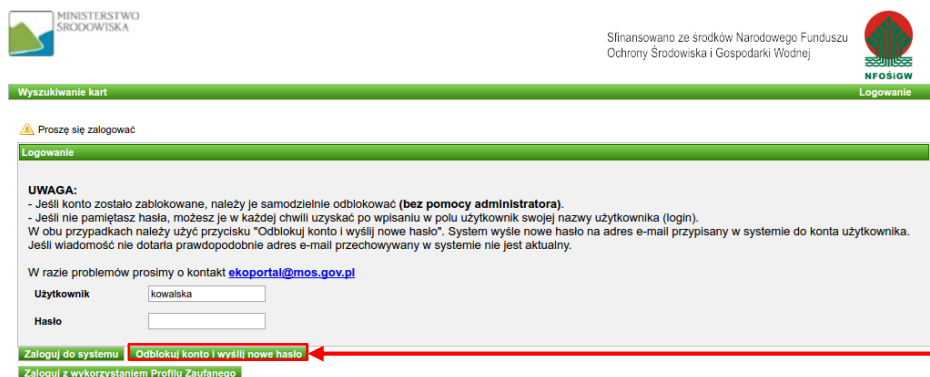 MINISTERSTWO
ŚRODOWISKA
Sfinansowano ze środków Narodowego Funduszu
Ochrony Środowiska i Gospodarki Wodnej
NFOŚiGW
Wyszukiwanie kart
Logowanie
Proszę się zalogować
Logowanie
UWAGA:
- Jeśli konto zostało zablokowane, należy je samodzielnie odblokować (bez pomocy administratora).
- Jeśli nie pamiętasz hasła, możesz je w każdej chwili uzyskać po wpisaniu w polu użytkownik swojej nazwy użytkownika (login).
W obu przypadkach należy użyć przycisku "Odblokuj konto i wyślij nowe hasło". System wyśle nowe hasło na adres e-mail przypisany w systemie do konta użytkownika.
Jeśli wiadomość nie dotarła prawdopodobnie adres e-mail przechowywany w systemie nie jest aktualny.
W razie problemów prosimy o kontakt ekoportal@mos.gov.pl
Użytkownik kowalska
Hasło
Zaloguj do systemu Odblokuj konto i wyślij nowe hasło
Zaloguj z wykorzystaniem Profilu Zaufanego